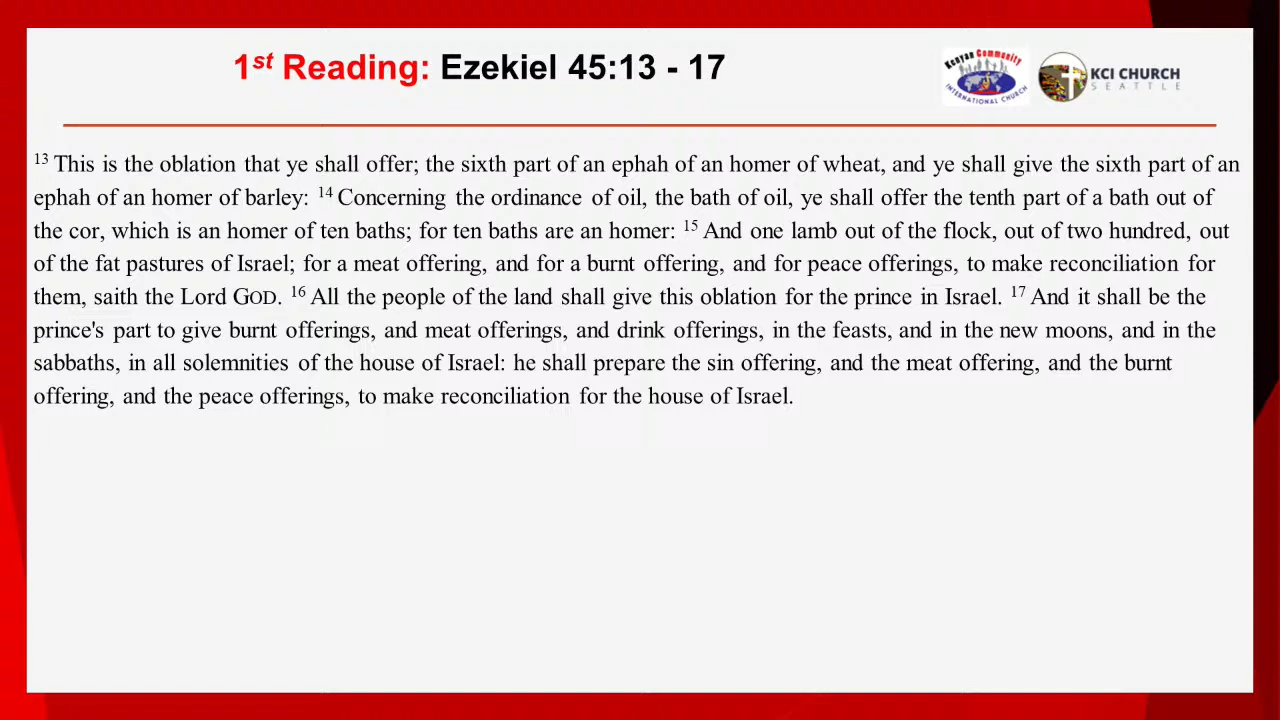 1st Reading: Ezekiel 45:13 - 17
Kenyan Community
INTERNATIONAL CHURCH
KCI CHURCH
SEATTLE
13 This is the oblation that ye shall offer; the sixth part of an ephah of an homer of wheat, and ye shall give the sixth part of an
ephah of an homer of barley: 14 Concerning the ordinance of oil, the bath of oil, ye shall offer the tenth part of a bath out of
the cor, which is an homer of ten baths; for ten baths are an homer: 15 And one lamb out of the flock, out of two hundred, out
of the fat pastures of Israel; for a meat offering, and for a burnt offering, and for peace offerings, to make reconciliation for
them, saith the Lord GOD. 16 All the people of the land shall give this oblation for the prince in Israel. 17 And it shall be the
prince's part to give burnt offerings, and meat offerings, and drink offerings, in the feasts, and in the new moons, and in the
sabbaths, in all solemnities of the house of Israel: he shall prepare the sin offering, and the meat offering, and the burnt
offering, and the peace offerings, to make reconciliation for the house of Israel.